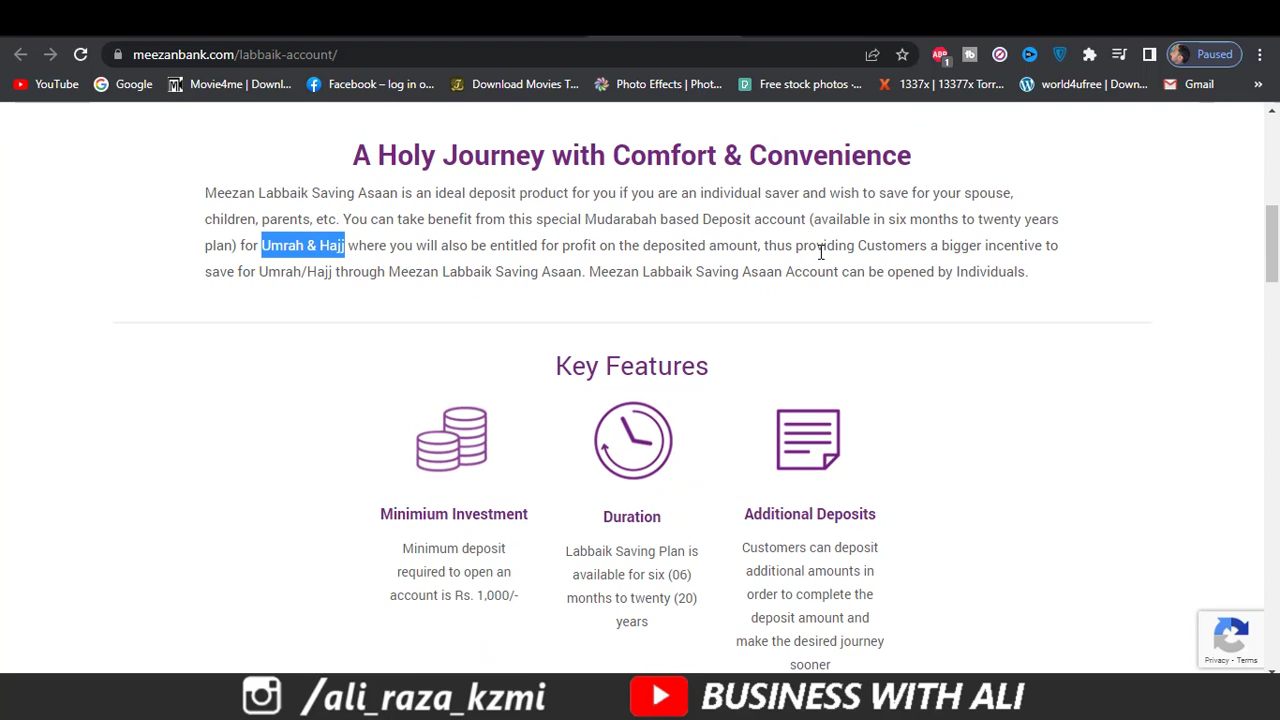 meezanbank.com/labbaik-account/
ABP
1
Paused
YouTube
Google
Movie4me | Downl...
Facebook – log in o...
Download Movies T...
Photo Effects | Phot...
Free stock photos ·...
1337x | 13377x Torr...
world4ufree | Down...
Gmail
»
A Holy Journey with Comfort & Convenience
Meezan Labbaik Saving Asaan is an ideal deposit product for you if you are an individual saver and wish to save for your spouse,
children, parents, etc. You can take benefit from this special Mudarabah based Deposit account (available in six months to twenty years
plan) for Umrah & Hajj where you will also be entitled for profit on the deposited amount, thus providing Customers a bigger incentive to
save for Umrah/Hajj through Meezan Labbaik Saving Asaan. Meezan Labbaik Saving Asaan Account can be opened by Individuals.
Key Features
Minimium Investment
Minimum deposit
required to open an
account is Rs. 1,000/-
Duration
Labbaik Saving Plan is
available for six (06)
months to twenty (20)
years
Additional Deposits
Customers can deposit
additional amounts in
order to complete the
deposit amount and
make the desired journey
sooner
Privacy - Terms
/ali_raza_kzmi
BUSINESS WITH ALI